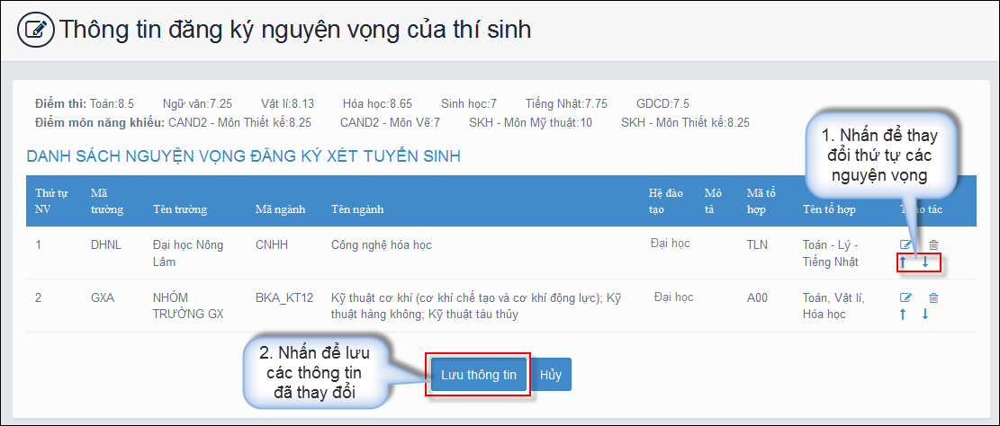 Thông tin đăng ký nguyện vọng của thí sinh
Điểm thi: Toán:8.5 Ngữ văn:7.25 Vật lí:8.13 Hóa học:8.65 Sinh học:7 Tiếng Nhật:7.75 GDCD:7.5
Điểm môn năng khiếu: CAND2 - Môn Thiết kế:8.25 CAND2 - Môn Vẽ:7 SKH - Môn Mỹ thuật:10 SKH - Môn Thiết kế:8.25
1. Nhấn để thay
đổi thứ tự các
nguyện vọng
DANH SÁCH NGUYỆN VỌNG ĐĂNG KÝ XÉT TUYỂN SINH
Thứ tự Mã Hệ đào Mô Mã tổ
NV trường Tên trường Mã ngành Tên ngành tạo tả hợp Tên tổ hợp tác
1 DHNL Đại học Nông CNHH Công nghệ hóa học Đại học TLN Toán - Lý -
Lâm Tiếng Nhật
2 GXA NHÓM BKA_KT12 Kỹ thuật cơ khí (cơ khí chế tạo và cơ khí động lực); Kỹ Đại học A00 Toán, Vật lí,
TRƯỜNG GX thuật hàng không; Kỹ thuật tàu thủy Hóa học
2. Nhấn để lưu
các thông tin
đã thay đổi
Lưu thông tin Hủy